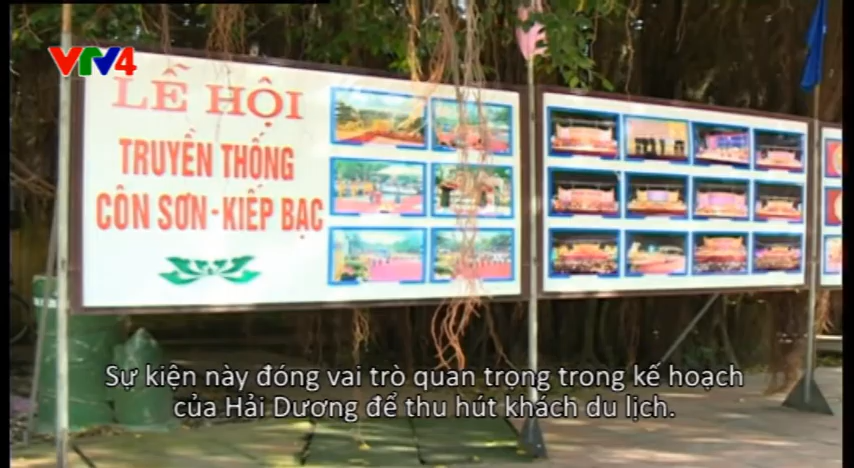 VTV4
LỄ HỘI
TRUYỀN THỐNG
CÔN SƠN - KIẾP BẠC
Sự kiện này đóng vai trò quan trọng trong kế hoạch
của Hải Dương để thu hút khách du lịch.